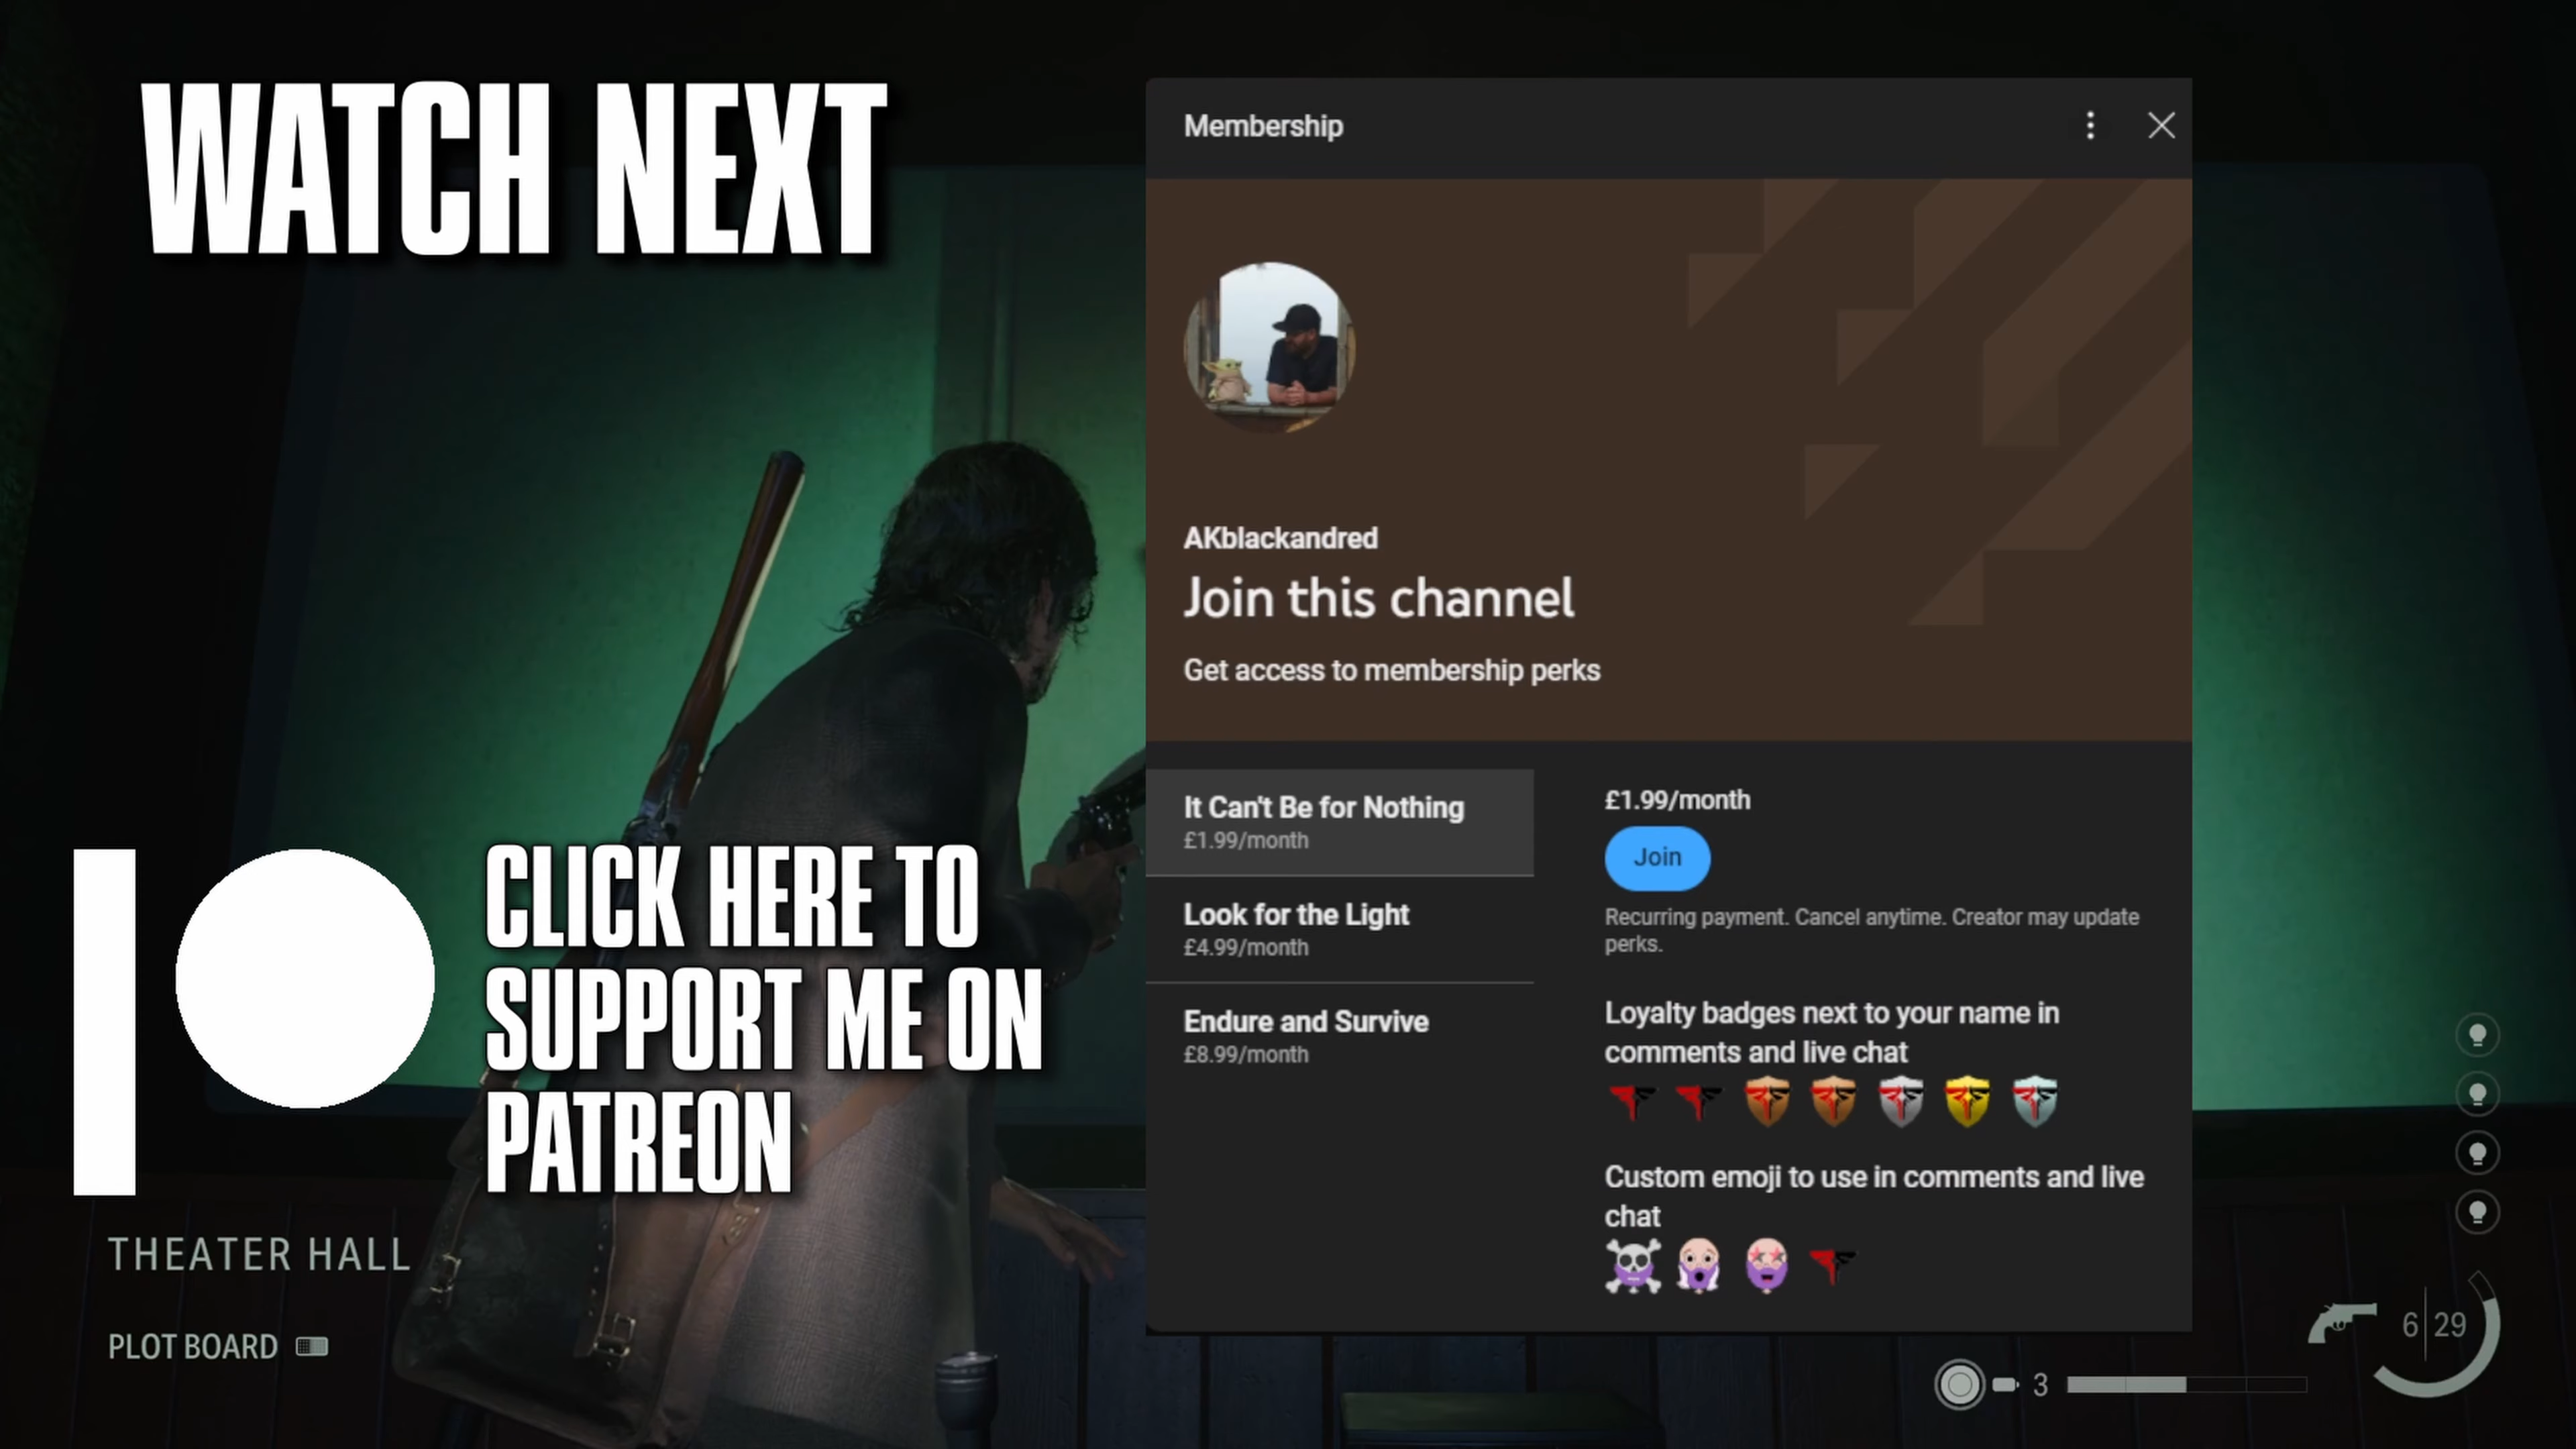 WATCH NEXT
CLICK HERE TO
SUPPORT ME ON
PATREON
THEATER HALL
PLOT BOARD
Membership
AKblackandred
Join this channel
Get access to membership perks
It Can't Be for Nothing
£1.99/month
Look for the Light
£4.99/month
Endure and Survive
£8.99/month
£1.99/month
Join
Recurring payment. Cancel anytime. Creator may update
perks.
Loyalty badges next to your name in
comments and live chat
Custom emoji to use in comments and live
chat
6 29
3